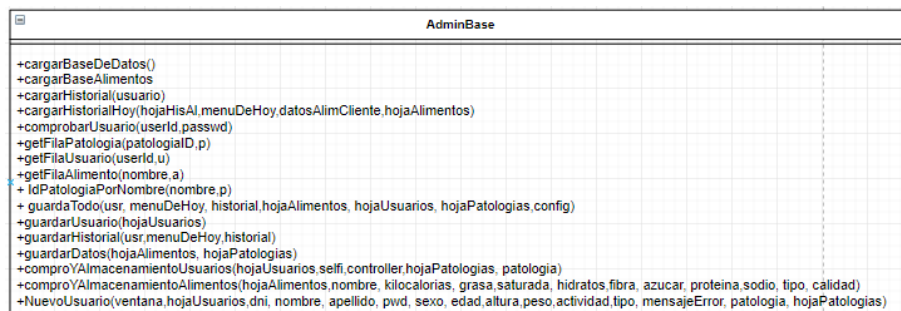 AdminBase
+cargarBaseDeDatos()
+cargarBaseAlimentos
+cargarHistorial(usuario)
+cargarHistorialHoy(hojaHisAl,menuDeHoy,datosAlimCliente,hojaAlimentos)
+comprobarUsuario(userId,passwd)
+getFilaPatologia(patologiaID,p)
+getFilaUsuario(userId,u)
+getFilaAlimento(nombre,a)
+ IdPatologiaPorNombre(nombre,p)
+ guardaTodo(usr, menuDeHoy, historial,hojaAlimentos, hojaUsuarios, hojaPatologias,config)
+guardarUsuario(hojaUsuarios)
+guardarHistorial(usr,menuDeHoy,historial)
+guardarDatos(hojaAlimentos, hojaPatologias)
+comproYAlmacenamientoUsuarios(hojaUsuarios,selfi,controller,hojaPatologias, patologia)
+comproYAlmacenamientoAlimentos(hojaAlimentos,nombre, kilocalorias, grasa,saturada, hidratos,fibra, azucar, proteina,sodio, tipo, calidad)
+NuevoUsuario(ventana,hojaUsuarios,dni, nombre, apellido, pwd, sexo, edad,altura,peso,actividad,tipo, mensajeError, patologia, hojaPatologias)